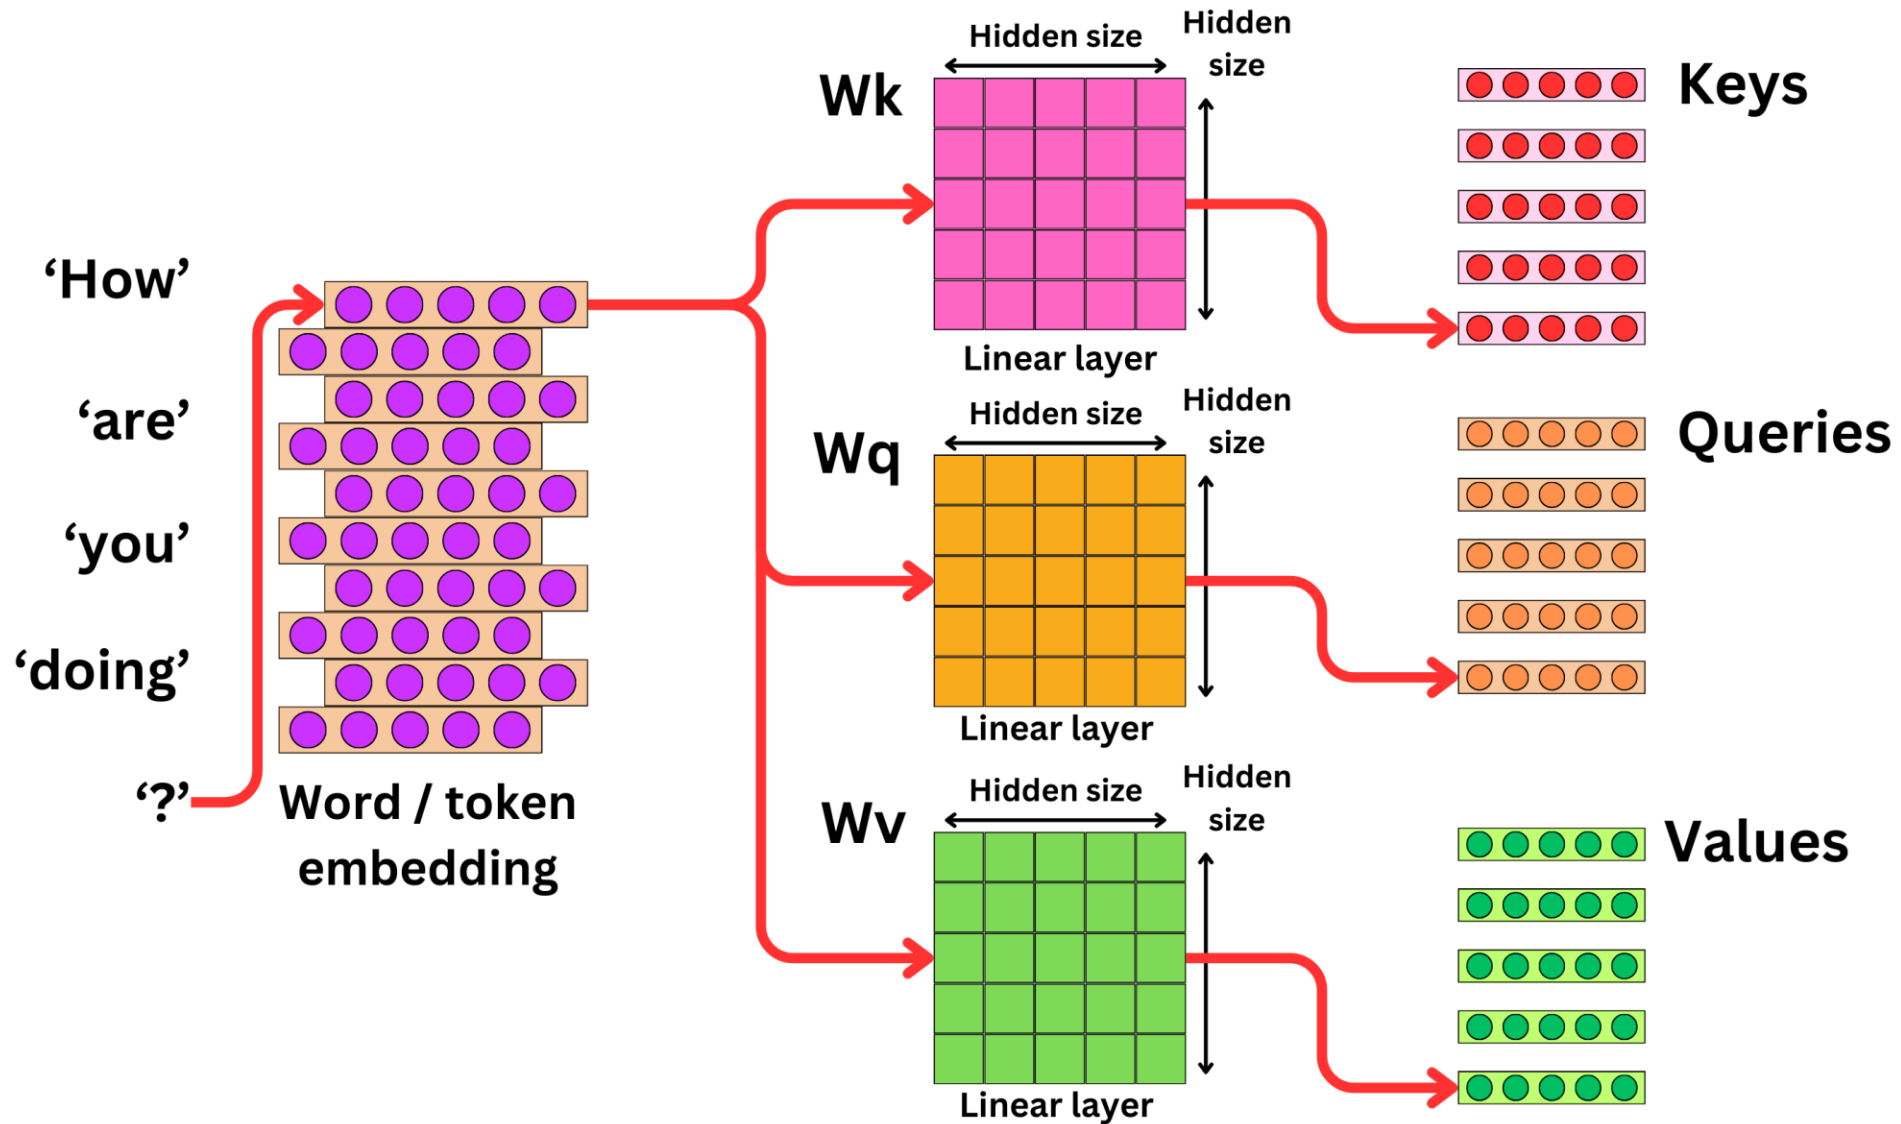 ‘How’
‘are’
‘you’
‘doing’
‘?’
Word / token
embedding
Wk
Hidden size
Hidden
size
Linear layer
Wq
Hidden size
Hidden
size
Linear layer
Wv
Hidden size
Hidden
size
Linear layer
Keys
Queries
Values